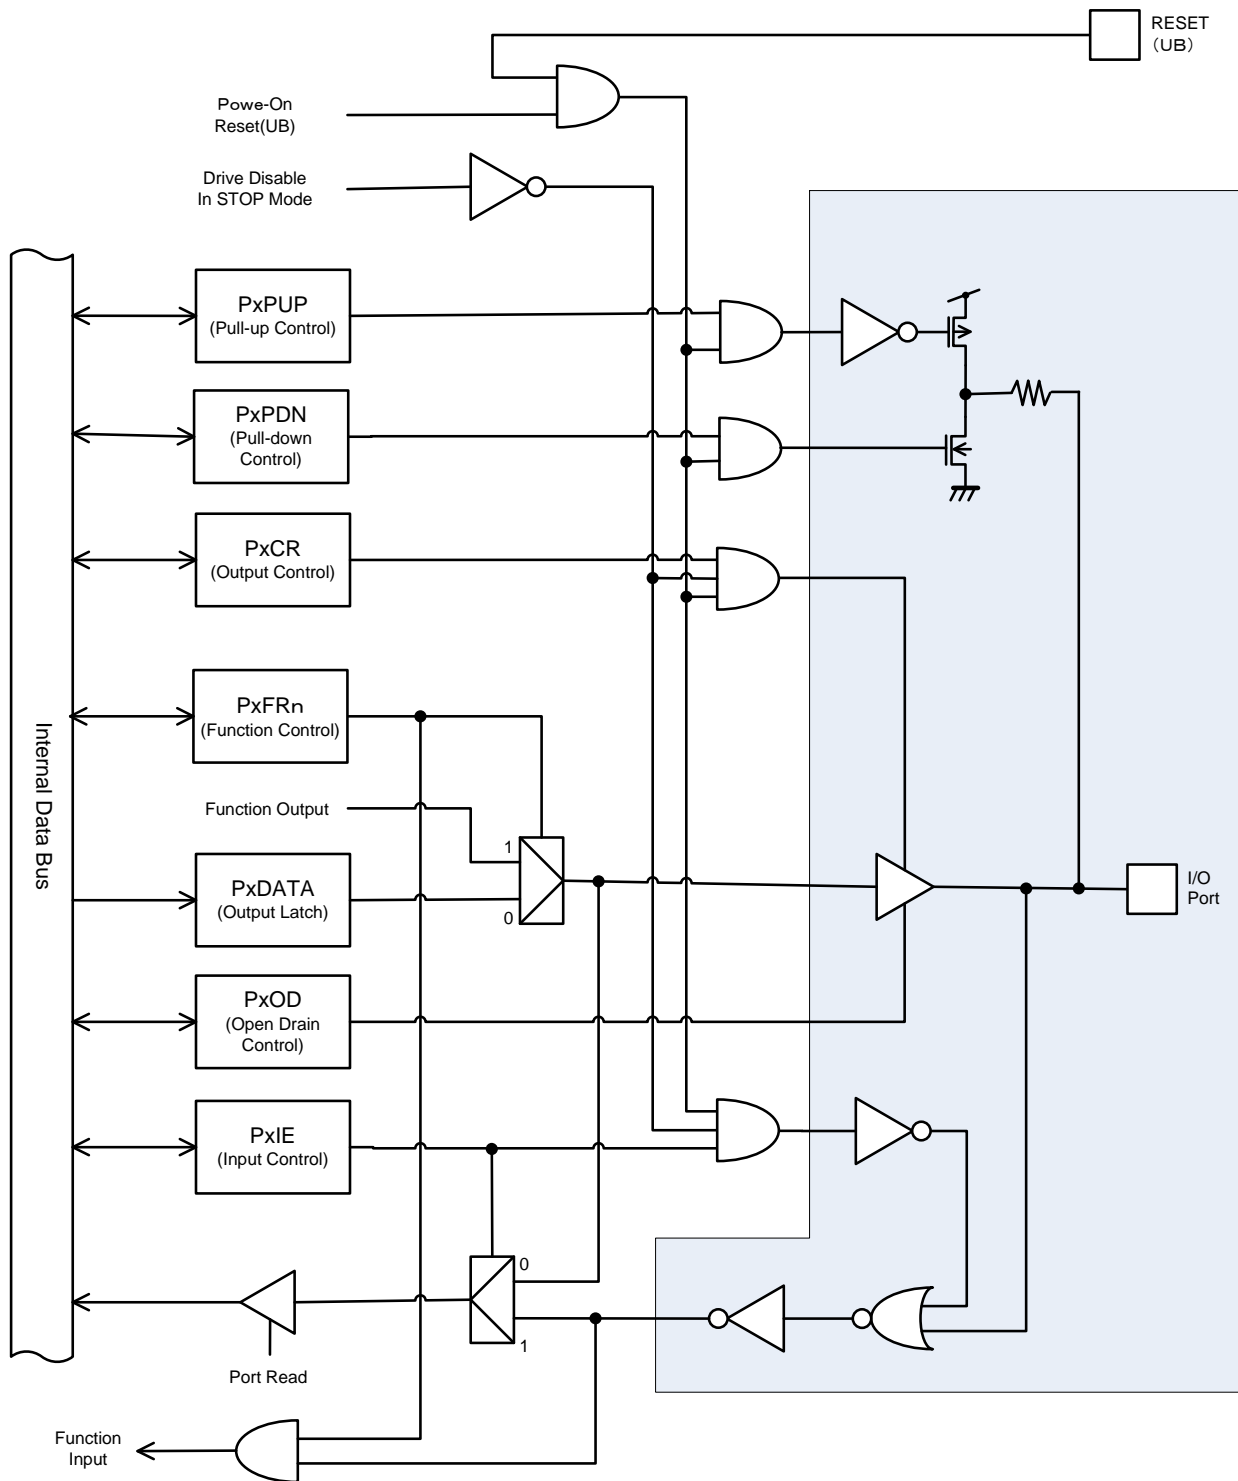 RESET
(UB)
Powe-On
Reset(UB)
Drive Disable
In STOP Mode
PxPUP
(Pull-up Control)
PxPDN
(Pull-down
Control)
PxCR
(Output Control)
PxFRn
(Function Control)
Internal Data Bus
Function Output
1
PxDATA
(Output Latch)
0
I/O
Port
PxOD
(Open Drain
Control)
PxIE
(Input Control)
0
1
Port Read
Function
Input